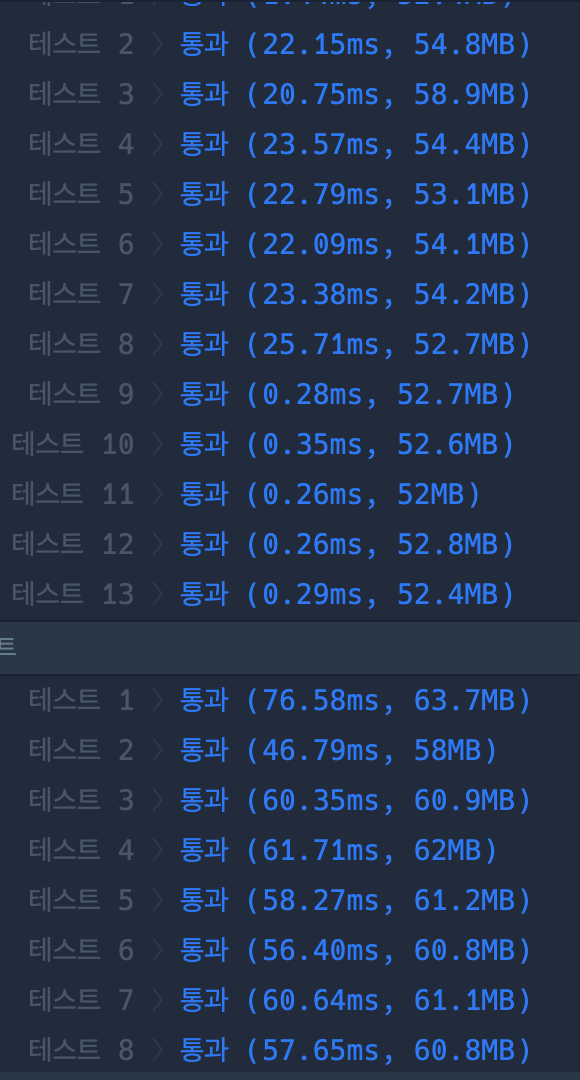 테스트 2 〉 통과 (22.15ms, 54.8MB)
테스트 3 〉 통과 (20.75ms, 58.9MB)
테스트 4 〉 통과 (23.57ms, 54.4MB)
테스트 5 〉 통과 (22.79ms, 53.1MB)
테스트 6 〉 통과 (22.09ms, 54.1MB)
테스트 7 〉 통과 (23.38ms, 54.2MB)
테스트 8 〉 통과 (25.71ms, 52.7MB)
테스트 9 〉 통과 (0.28ms, 52.7MB)
테스트 10 〉 통과 (0.35ms, 52.6MB)
테스트 11 〉 통과 (0.26ms, 52MB)
테스트 12 〉 통과 (0.26ms, 52.8MB)
테스트 13 〉 통과 (0.29ms, 52.4MB)
트
테스트 1 〉 통과 (76.58ms, 63.7MB)
테스트 2 〉 통과 (46.79ms, 58MB)
테스트 3 〉 통과 (60.35ms, 60.9MB)
테스트 4 〉 통과 (61.71ms, 62MB)
테스트 5 〉 통과 (58.27ms, 61.2MB)
테스트 6 〉 통과 (56.40ms, 60.8MB)
테스트 7 〉 통과 (60.64ms, 61.1MB)
테스트 8 〉 통과 (57.65ms, 60.8MB)